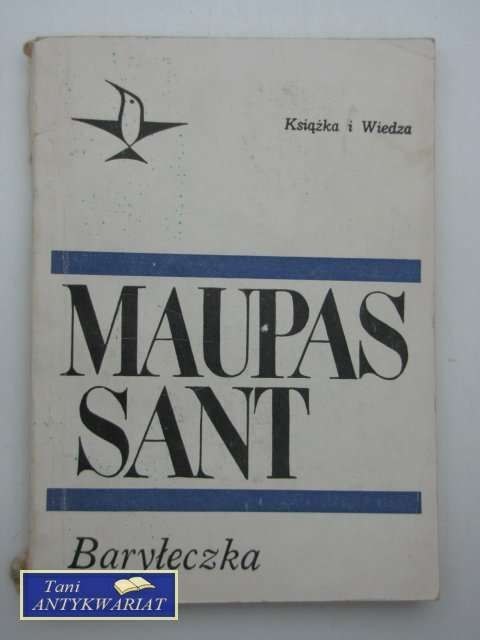 Książka i Wiedza
MAUPAS
SANT
Baryłeczka
Tani
ANTYKWARIAT